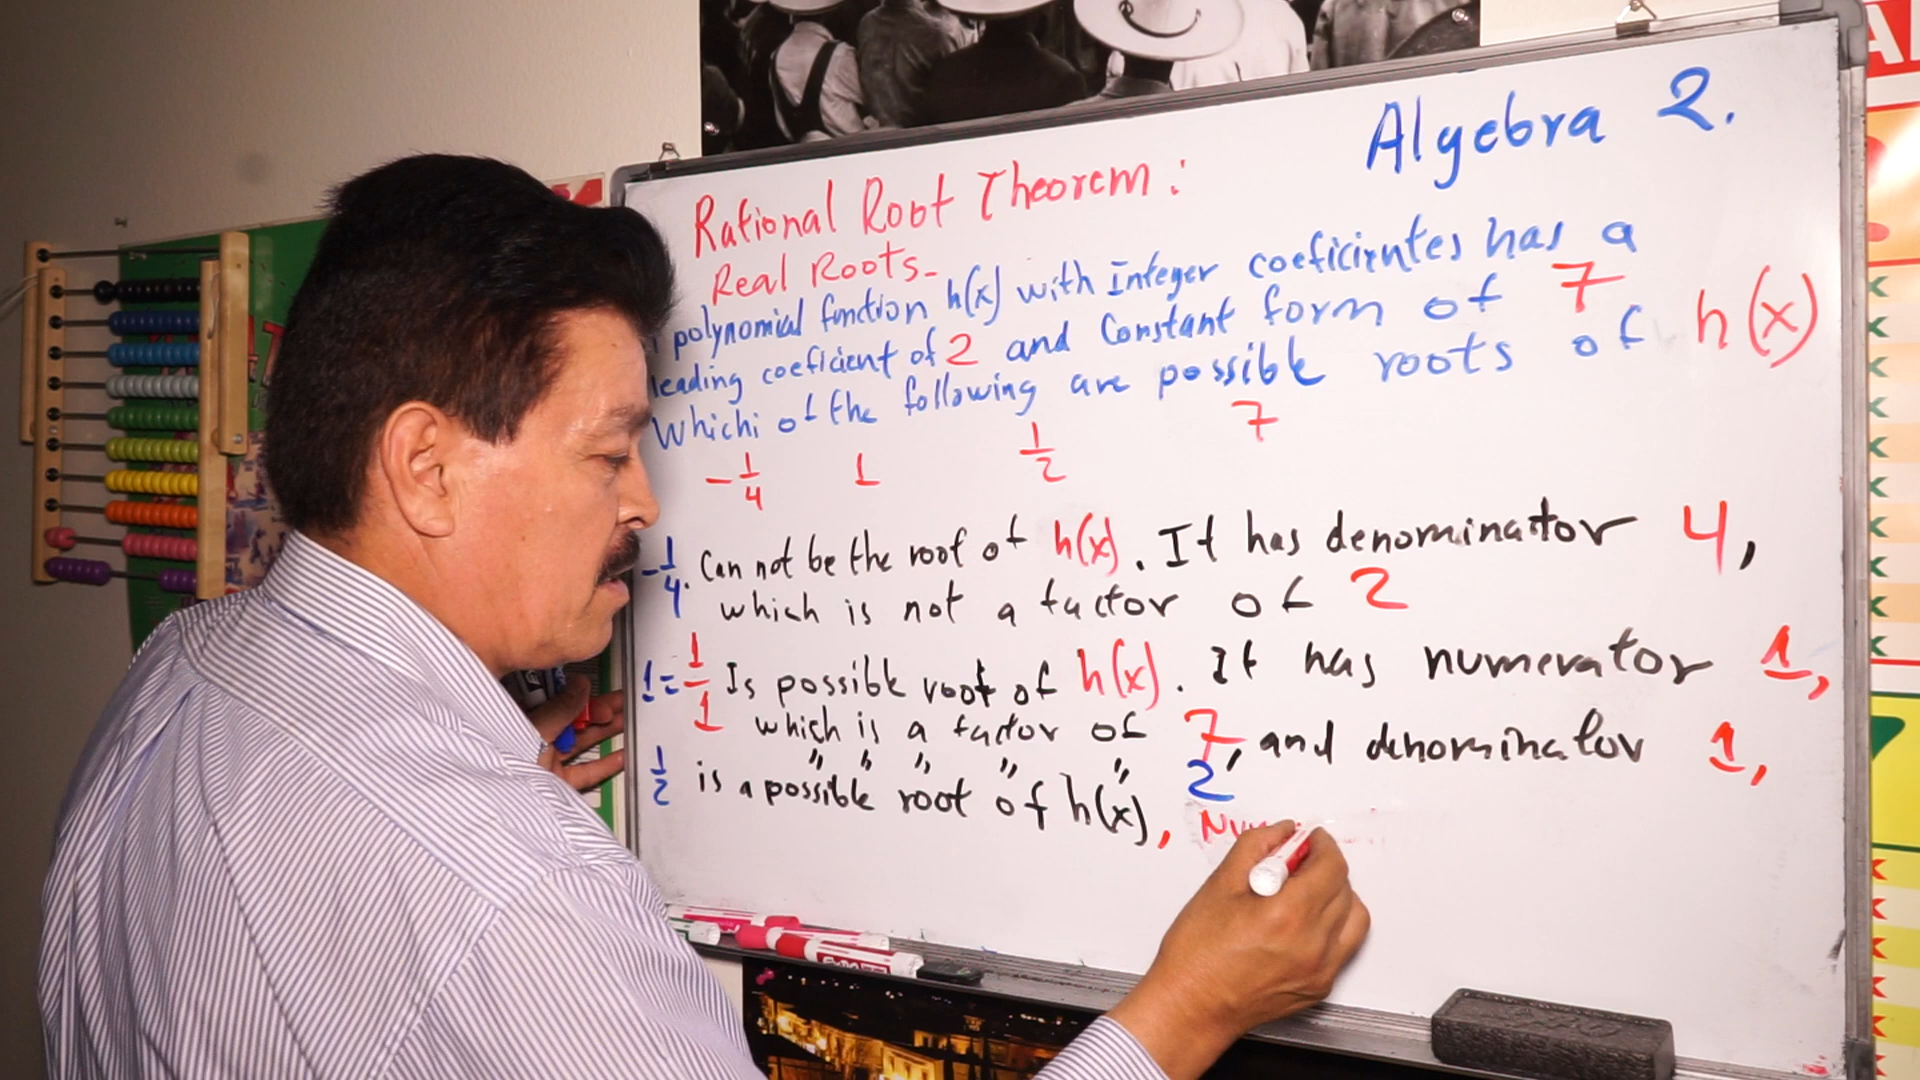 Algebra 2.
Rational Root Theorem:
Real Roots-
polynomial function h(x) with Integer coeficirntes has a
leading coeficient of 2 and Constant form of 7
Whichi of the following are possible roots of h(x)
-1/4 1 1/2 7
-1/4. Can not be the root of h(x). It has denominator 4,
which is not a factor of 2
1=1/1 Is possible root of h(x). It has numerator 1,
which is a factor of 7, and denominator 1,
" " " " " 2
1/2 is a possible root of h(x),